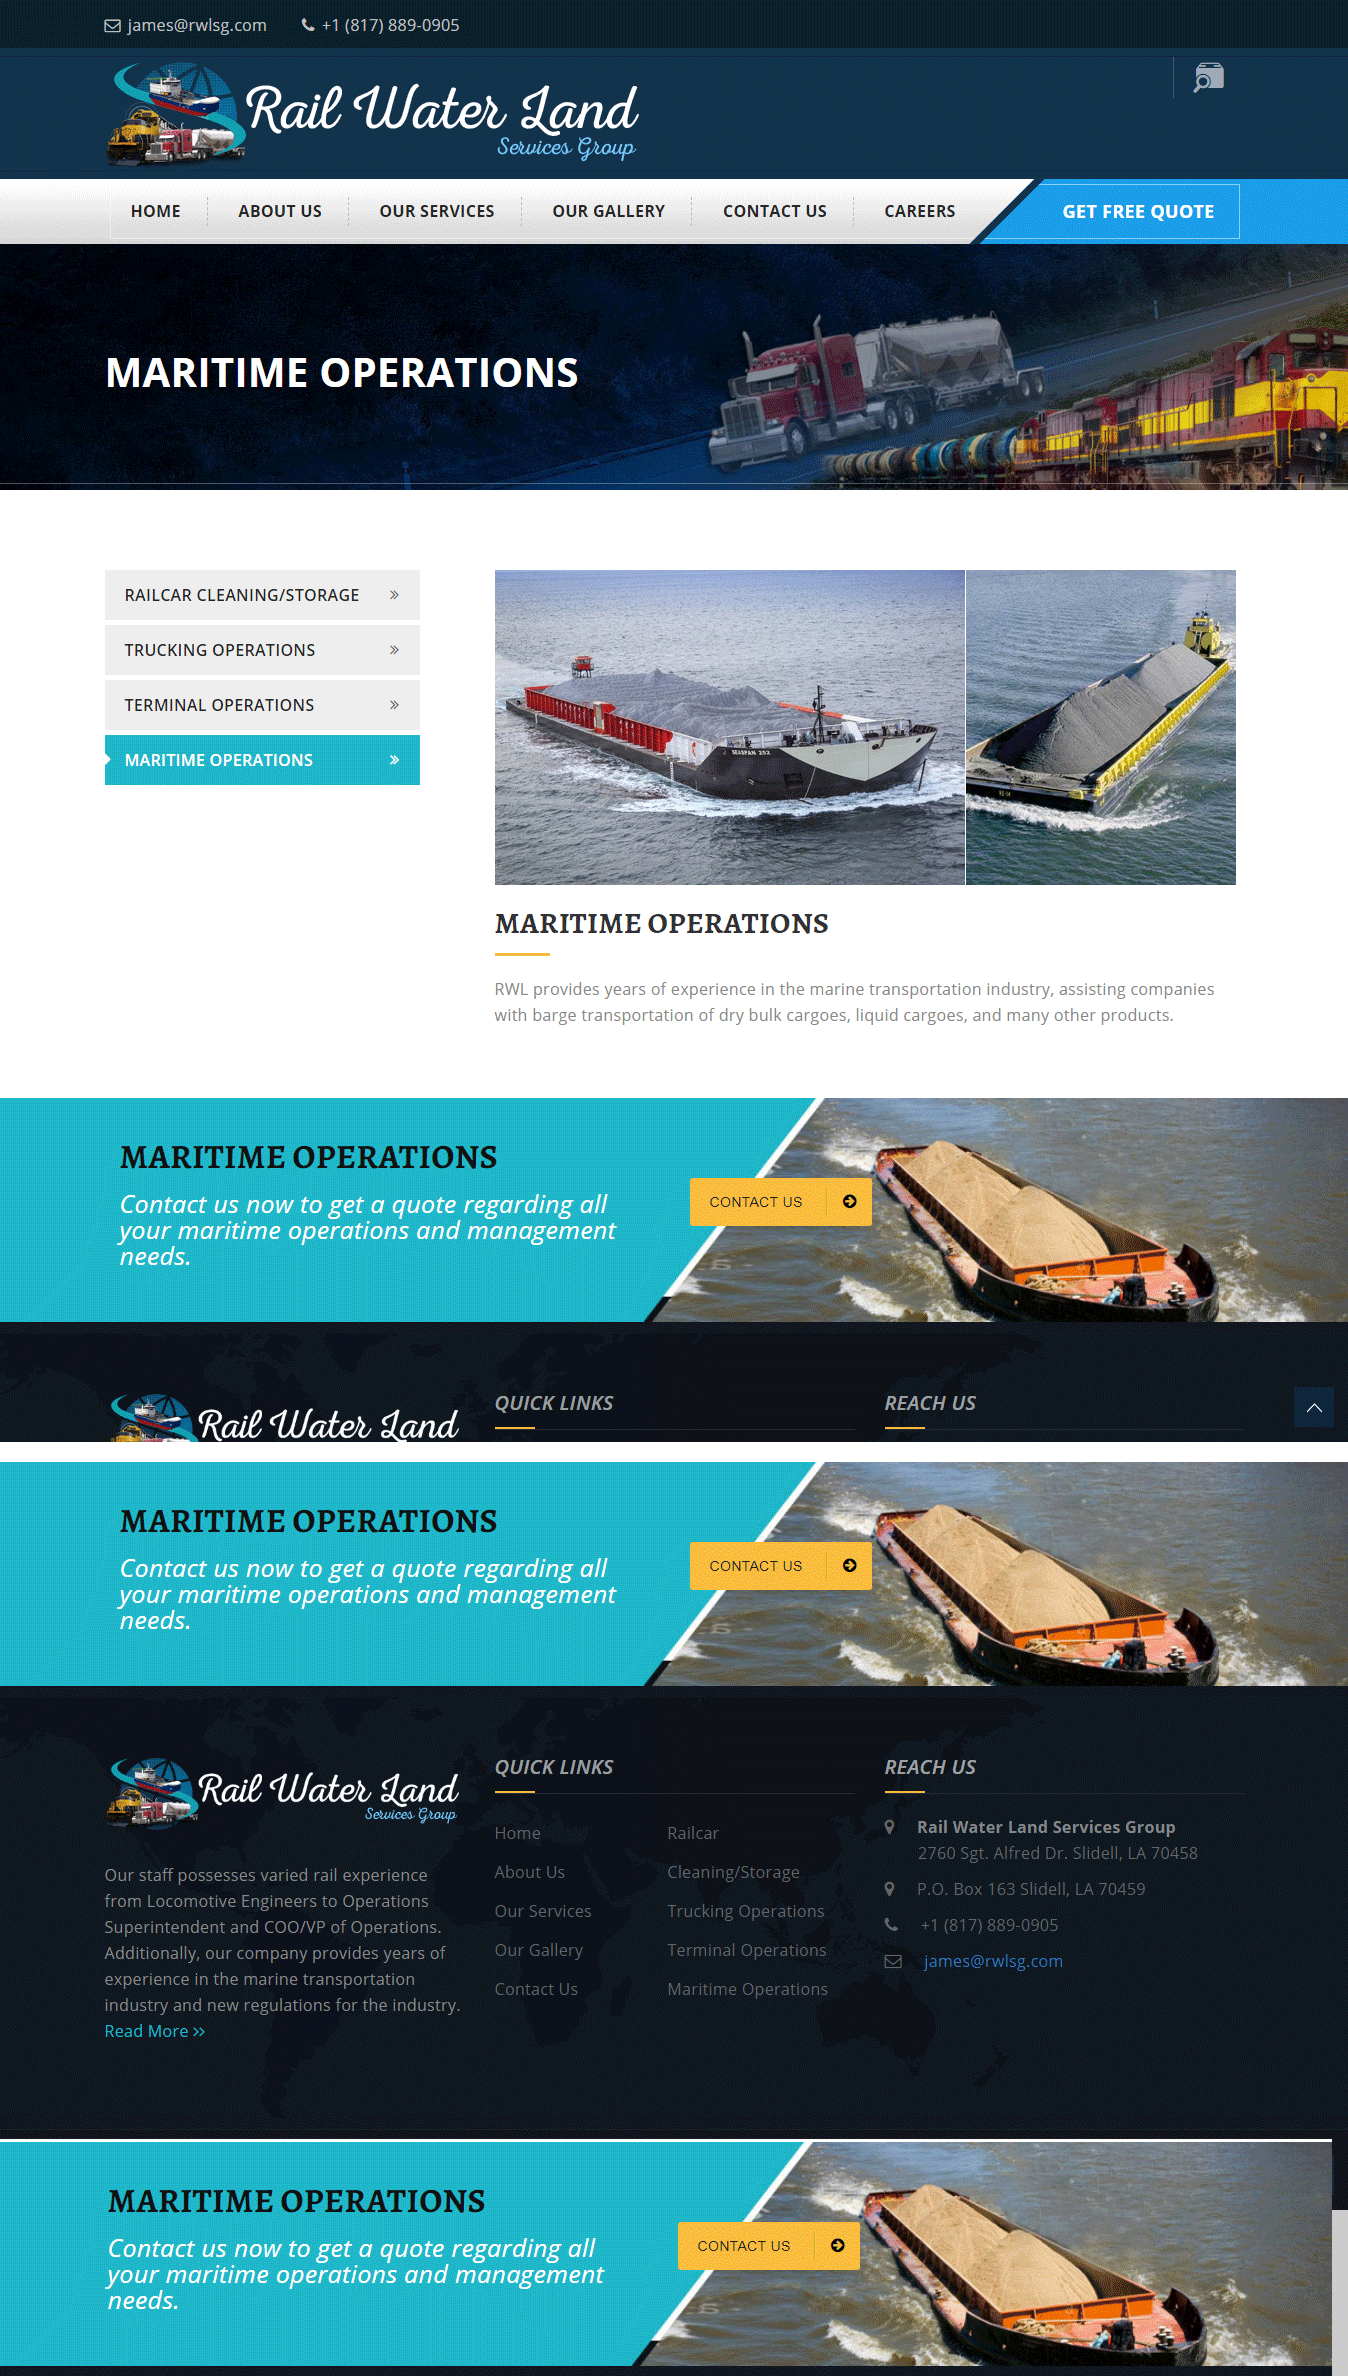 james@rwlsg.com +1 (817) 889-0905
Rail Water Land
Services Group
HOME ABOUT US OUR SERVICES OUR GALLERY CONTACT US CAREERS GET FREE QUOTE
MARITIME OPERATIONS
RAILCAR CLEANING/STORAGE
TRUCKING OPERATIONS
TERMINAL OPERATIONS
MARITIME OPERATIONS
SEASPAN 252
MARITIME OPERATIONS
RWL provides years of experience in the marine transportation industry, assisting companies
with barge transportation of dry bulk cargoes, liquid cargoes, and many other products.
MARITIME OPERATIONS
Contact us now to get a quote regarding all
your maritime operations and management
needs.
CONTACT US
Rail Water Land
QUICK LINKS
REACH US
MARITIME OPERATIONS
Contact us now to get a quote regarding all
your maritime operations and management
needs.
CONTACT US
Rail Water Land
Services Group
Our staff possesses varied rail experience
from Locomotive Engineers to Operations
Superintendent and COO/VP of Operations.
Additionally, our company provides years of
experience in the marine transportation
industry and new regulations for the industry.
Read More
QUICK LINKS
Home
About Us
Our Services
Our Gallery
Contact Us
Railcar
Cleaning/Storage
Trucking Operations
Terminal Operations
Maritime Operations
REACH US
Rail Water Land Services Group
2760 Sgt. Alfred Dr. Slidell, LA 70458
P.O. Box 163 Slidell, LA 70459
+1 (817) 889-0905
james@rwlsg.com
MARITIME OPERATIONS
Contact us now to get a quote regarding all
your maritime operations and management
needs.
CONTACT US